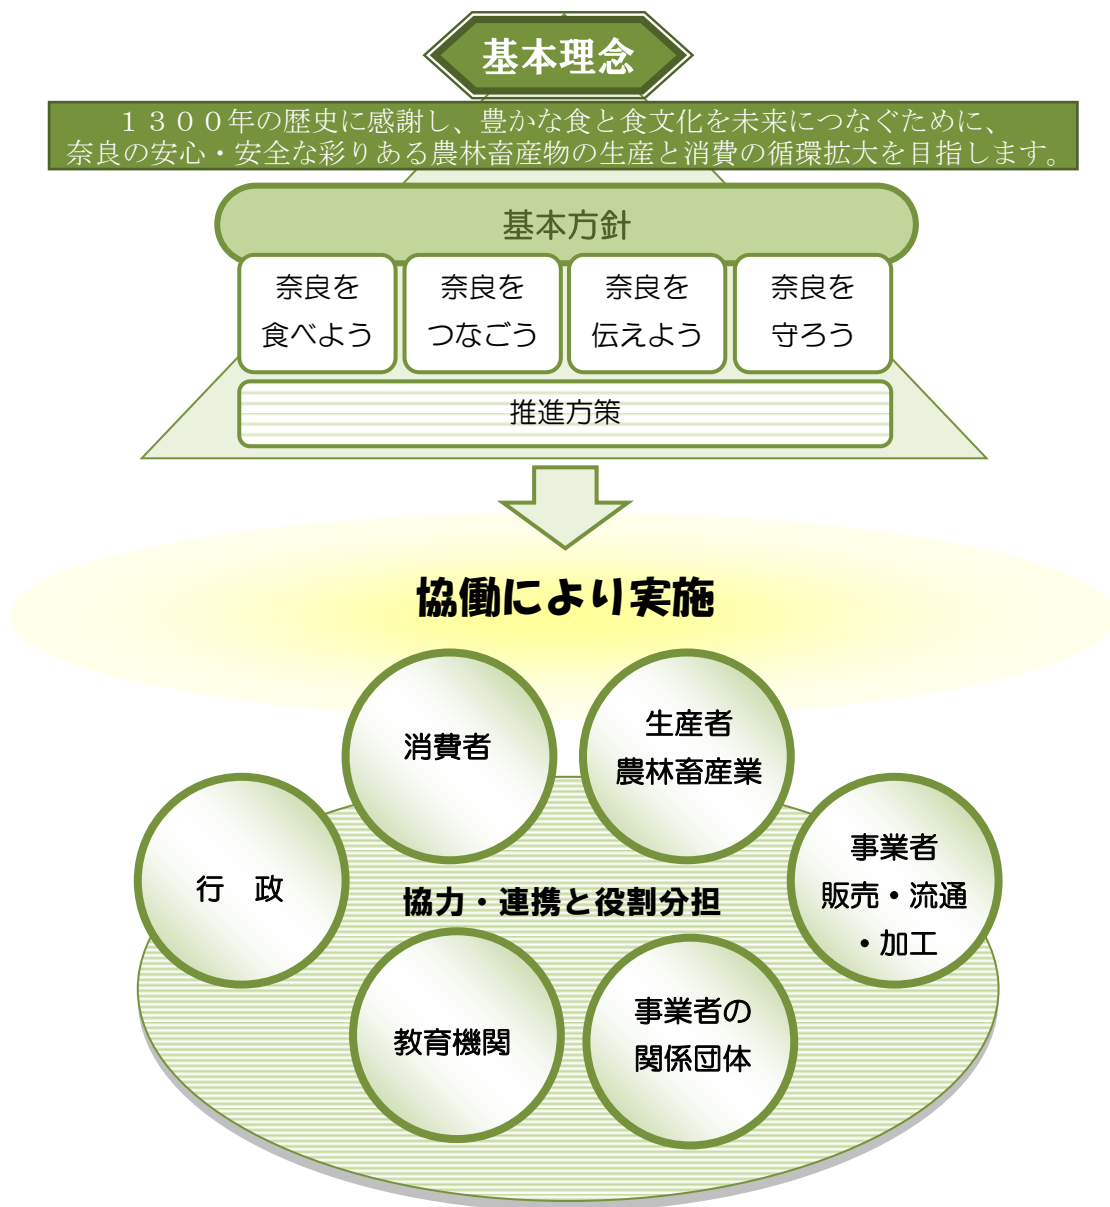 基本理念
１３００年の歴史に感謝し、豊かな食と食文化を未来につなぐために、
奈良の安心・安全な彩りある農林畜産物の生産と消費の循環拡大を目指します。
基本方針
奈良を
食べよう
奈良を
つなごう
奈良を
伝えよう
奈良を
守ろう
推進方策
協働により実施
消費者
生産者
農林畜産業
行　政
事業者
販売・流通
・加工
協力・連携と役割分担
教育機関
事業者の
関係団体